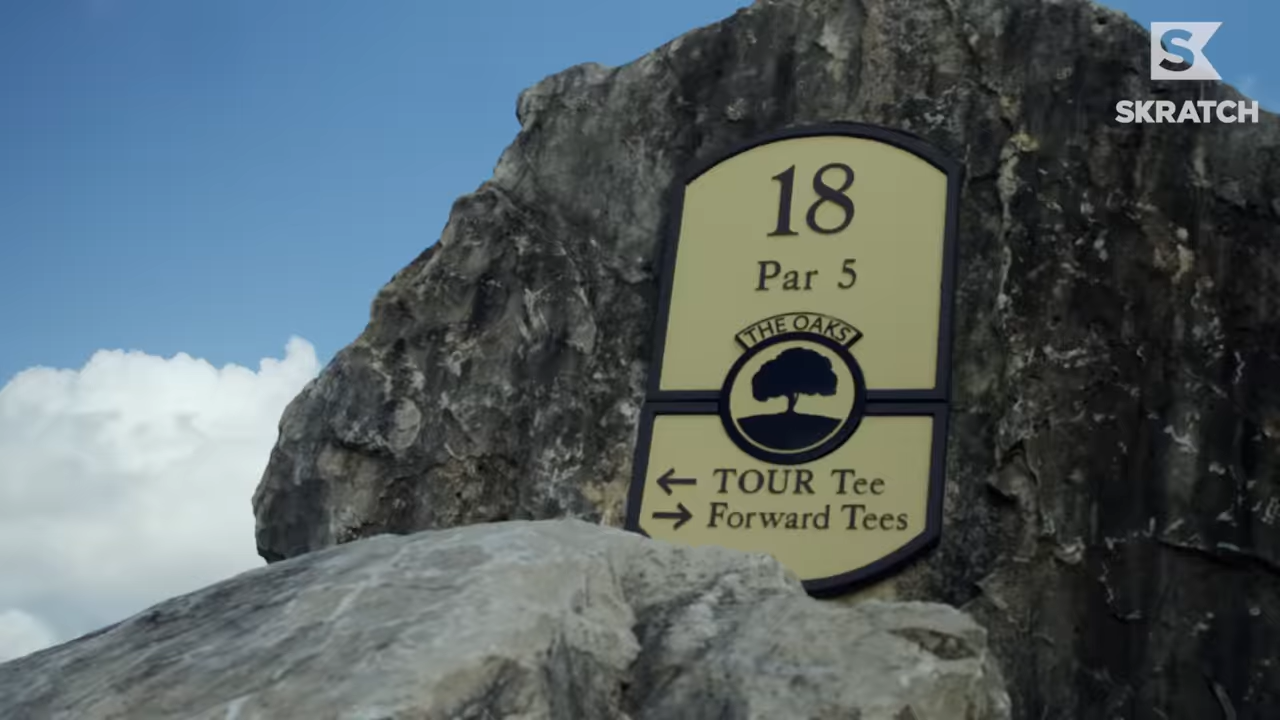 SKRATCH
18
Par 5
THE OAKS
← TOUR Tee
→ Forward Tees